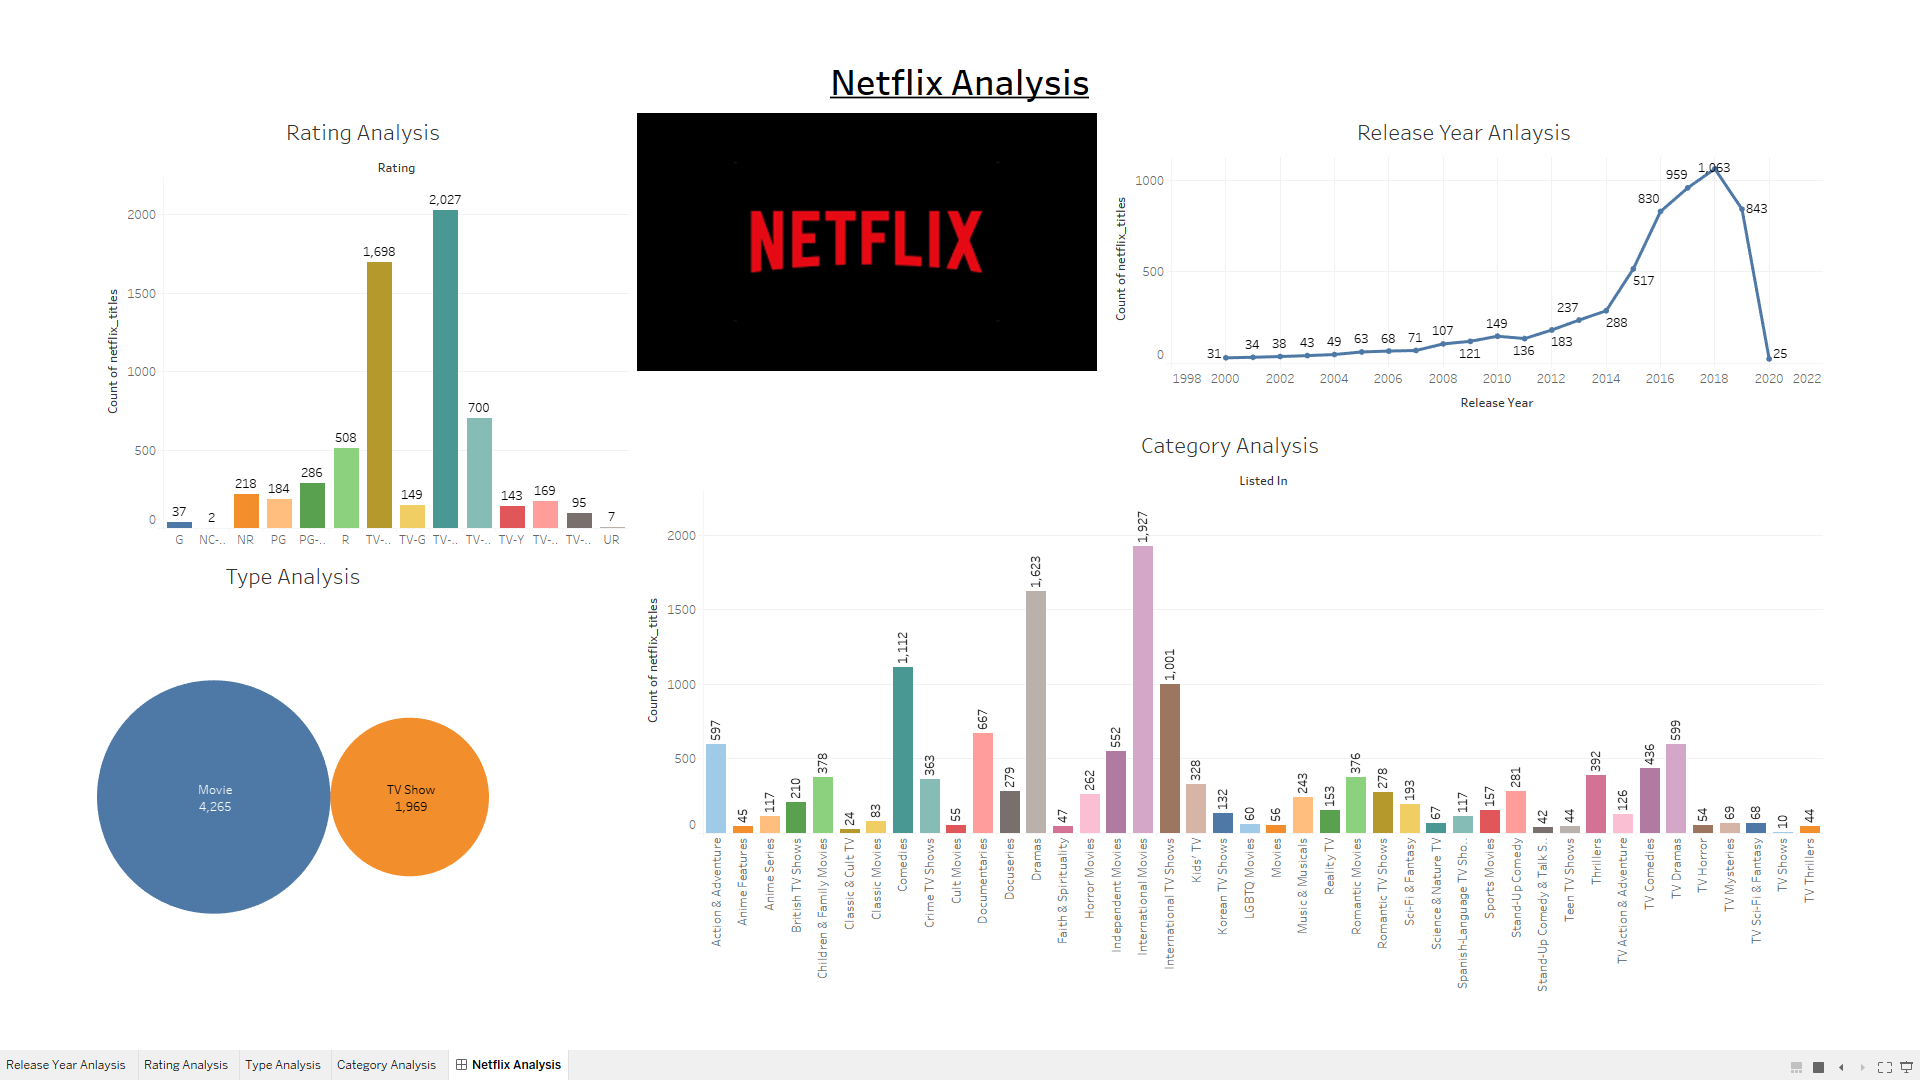 Netflix Analysis
Rating Analysis
Rating
Count of netflix_titles
2000
1500
1000
500
0
37
2
218
184
286
508
1,698
149
2,027
700
143
169
95
7
G NC-.. NR PG PG-.. R TV-.. TV-G TV-.. TV-.. TV-Y TV-.. TV-.. UR
NETFLIX
Release Year Anlaysis
Count of netflix_titles
1000
500
0
31
34
38
43
49
63
68
71
107
121
149
136
183
237
288
517
830
959
1,063
843
25
1998 2000 2002 2004 2006 2008 2010 2012 2014 2016 2018 2020 2022
Release Year
Type Analysis
Movie
4,265
TV Show
1,969
Category Analysis
Listed In
Count of netflix_titles
2000
1500
1000
500
0
597
45
117
210
378
24
83
1,112
363
55
667
279
1,623
47
262
552
1,927
1,001
328
132
60
56
243
153
376
278
193
67
117
157
281
42
44
392
126
436
599
54
69
68
10
44
Action & Adventure
Anime Features
Anime Series
British TV Shows
Children & Family Movies
Classic & Cult TV
Classic Movies
Comedies
Crime TV Shows
Cult Movies
Documentaries
Docuseries
Dramas
Faith & Spirituality
Horror Movies
Independent Movies
International Movies
International TV Shows
Kids' TV
Korean TV Shows
LGBTQ Movies
Movies
Music & Musicals
Reality TV
Romantic Movies
Romantic TV Shows
Sci-Fi & Fantasy
Science & Nature TV
Spanish-Language TV Sho..
Sports Movies
Stand-Up Comedy
Stand-Up Comedy & Talk S..
Teen TV Shows
Thrillers
TV Action & Adventure
TV Comedies
TV Dramas
TV Horror
TV Mysteries
TV Sci-Fi & Fantasy
TV Shows
TV Thrillers
Release Year Anlaysis Rating Analysis Type Analysis Category Analysis Netflix Analysis